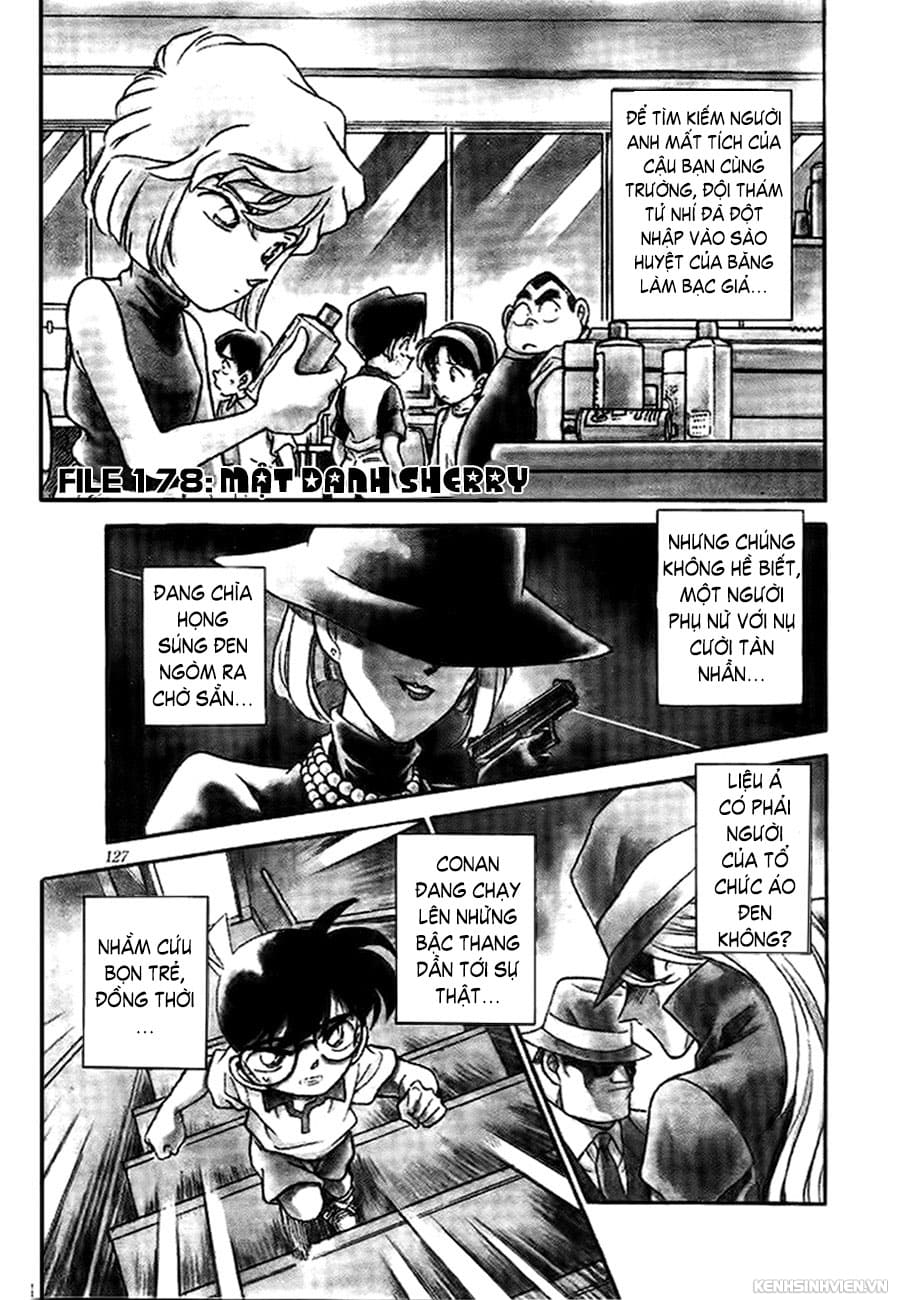 ĐỂ TÌM KIẾM NGƯỜI
ANH MẤT TÍCH CỦA
CẬU BẠN CÙNG
TRƯỜNG, ĐỘI THÁM
TỬ NHÍ ĐÃ ĐỘT
NHẬP VÀO SÀO
HUYỆT CỦA BĂNG
LÀM BẠC GIẢ...
FILE 178: MẬT DANH SHERRY
NHƯNG CHÚNG
KHÔNG HỀ BIẾT,
MỘT NGƯỜI
PHỤ NỮ VỚI NỤ
CƯỜI TÀN
NHẪN...
ĐANG CHÌA
HỌNG
SÚNG ĐEN
NGÒM RA
CHỜ SẴN...
LIỆU Ả
CÓ PHẢI
NGƯỜI
CỦA TỔ
CHỨC ÁO
ĐEN
KHÔNG?
127
CONAN
ĐANG CHẠY
LÊN NHỮNG
BẬC THANG
DẪN TỚI SỰ
THẬT...
NHẰM CỨU
BỌN TRẺ,
ĐỒNG THỜI
...
KENHSINHVIEN.VN